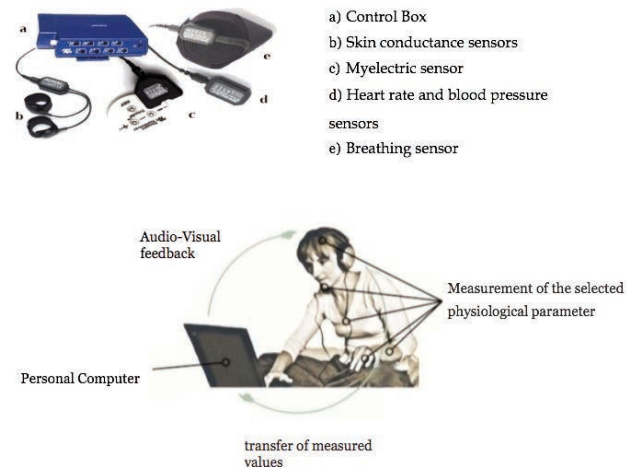 a
b
c
d
e
a) Control Box
b) Skin conductance sensors
c) Myelectric sensor
d) Heart rate and blood pressure
sensors
e) Breathing sensor
Audio-Visual
feedback
Measurement of the selected
physiological parameter
Personal Computer
transfer of measured
values